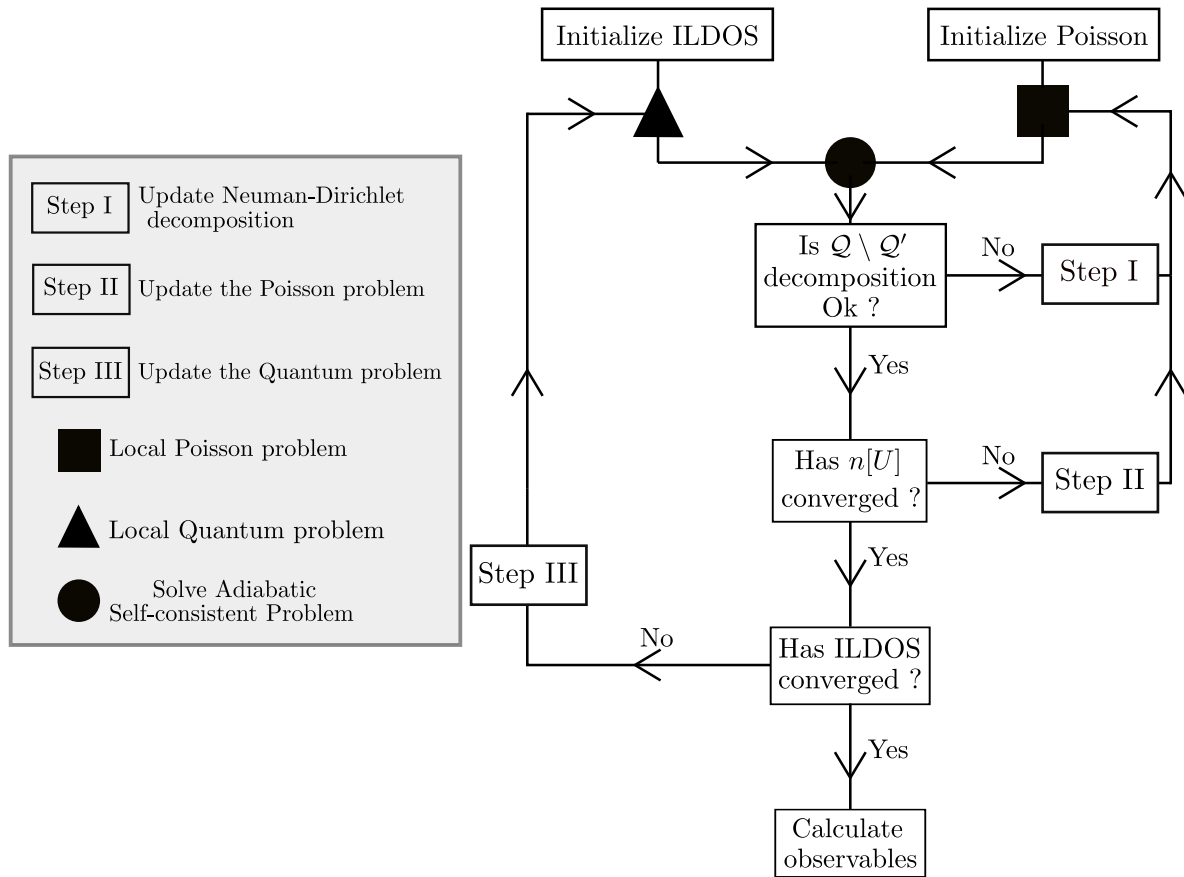 Initialize ILDOS
Initialize Poisson
Step I
Update Neuman-Dirichlet
decomposition
Step II
Update the Poisson problem
Step III
Update the Quantum problem
Local Poisson problem
Local Quantum problem
Solve Adiabatic
Self-consistent Problem
Is 𝒬 \ 𝒬′
decomposition
Ok ?
No
Step I
Yes
Has n[U]
converged ?
No
Step II
Yes
Step III
No
Has ILDOS
converged ?
Yes
Calculate
observables